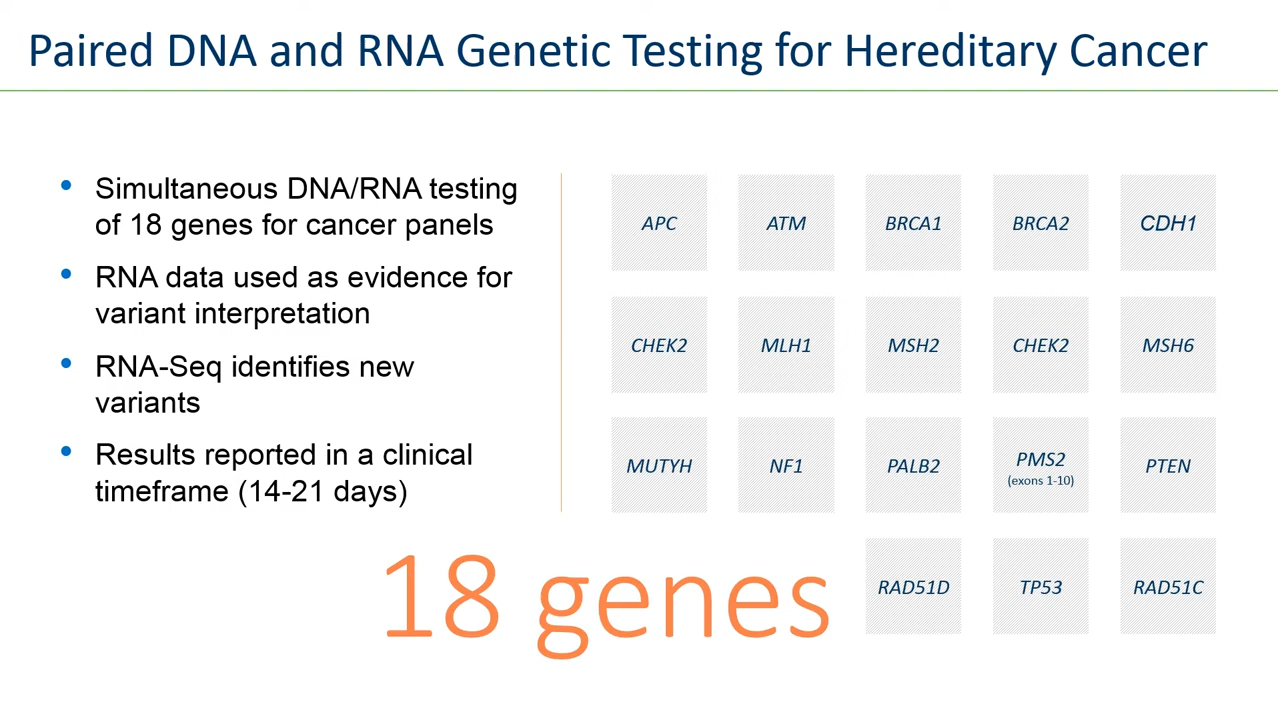 Paired DNA and RNA Genetic Testing for Hereditary Cancer
• Simultaneous DNA/RNA testing
of 18 genes for cancer panels
• RNA data used as evidence for
variant interpretation
• RNA-Seq identifies new
variants
• Results reported in a clinical
timeframe (14-21 days)
APC ATM BRCA1 BRCA2 CDH1
CHEK2 MLH1 MSH2 CHEK2 MSH6
MUTYH NF1 PALB2 PMS2 PTEN
(exons 1-10)
18 genes
RAD51D TP53 RAD51C